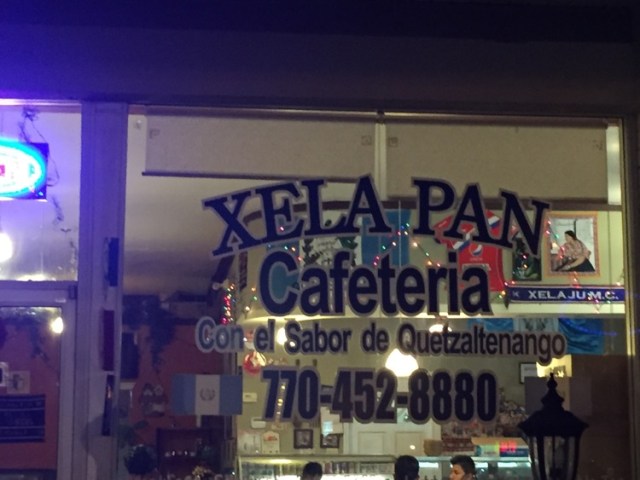 XELA PAN
Cafeteria
Con el Sabor de Quetzaltenango
770-452-8880
XELAJU M.C.